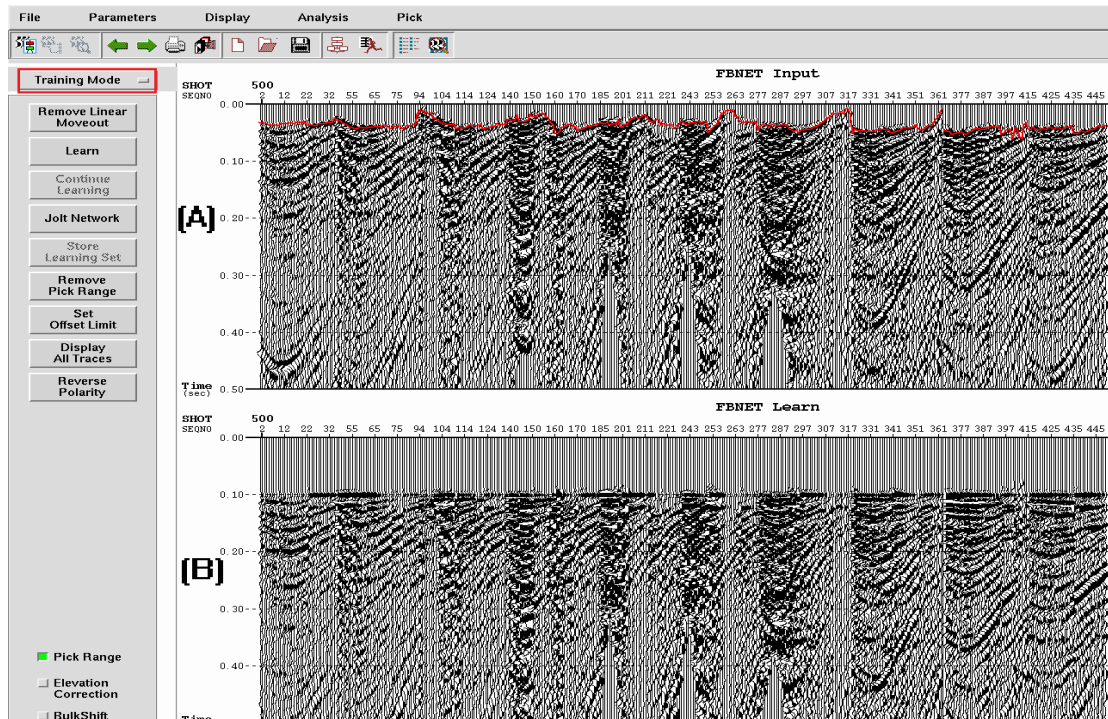 File Parameters Display Analysis Pick
Training Mode
Remove Linear
Moveout
Learn
Continue
Learning
Jolt Network
Store
Learning Set
Remove
Pick Range
Set
Offset Limit
Display
All Traces
Reverse
Polarity
Pick Range
Elevation
Correction
BulkShift
FBNET Input
SHOT 500
SEQNO 2 12 22 32 46 55 65 75 94 104 114 124 140 150 160 170 185 201 211 221 243 253 263 277 287 297 307 317 331 341 351 361 377 387 397 415 425 435 445
0.00
0.10
(A)
0.20
0.30
0.40
Time
(sec)
0.50
FBNET Learn
SHOT 500
SEQNO 2 12 22 32 46 55 65 75 94 104 114 124 140 150 160 170 185 201 211 221 243 253 263 277 287 297 307 317 331 341 351 361 377 387 397 415 425 435 445
0.00
0.10
0.20
(B)
0.30
0.40
Time